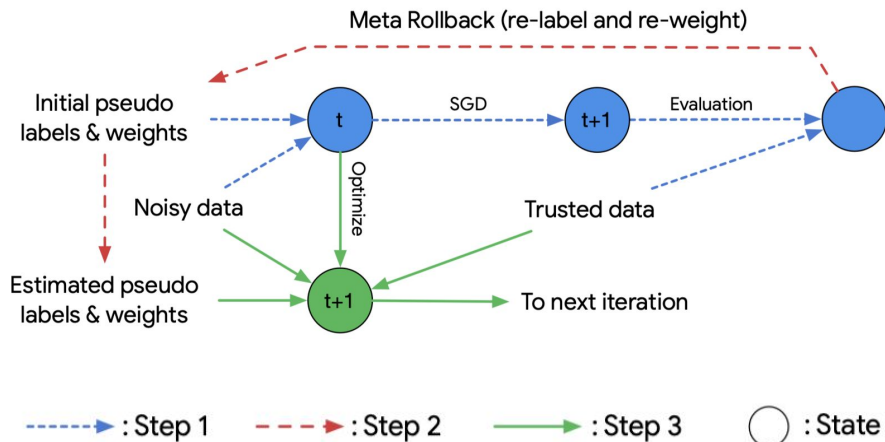 Meta Rollback (re-label and re-weight)
Initial pseudo
labels & weights
t
SGD
t+1
Evaluation
Optimize
Noisy data
Trusted data
Estimated pseudo
labels & weights
t+1
To next iteration
: Step 1
: Step 2
: Step 3
: State